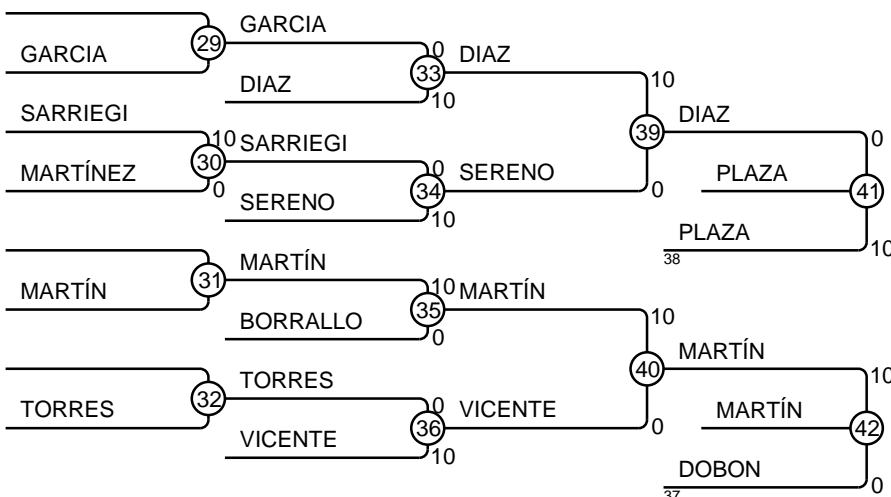 GARCIA
29
GARCIA
0
33
DIAZ
10
DIAZ
10
SARRIEGI
10
30
MARTÍNEZ
0
SARRIEGI
0
34
SERENO
10
SERENO
0
39
DIAZ
0
PLAZA
41
PLAZA
38
10
MARTÍN
31
MARTÍN
10
35
BORRALLO
0
MARTÍN
10
40
TORRES
32
TORRES
0
36
VICENTE
10
VICENTE
0
MARTÍN
10
MARTÍN
42
DOBON
37
0